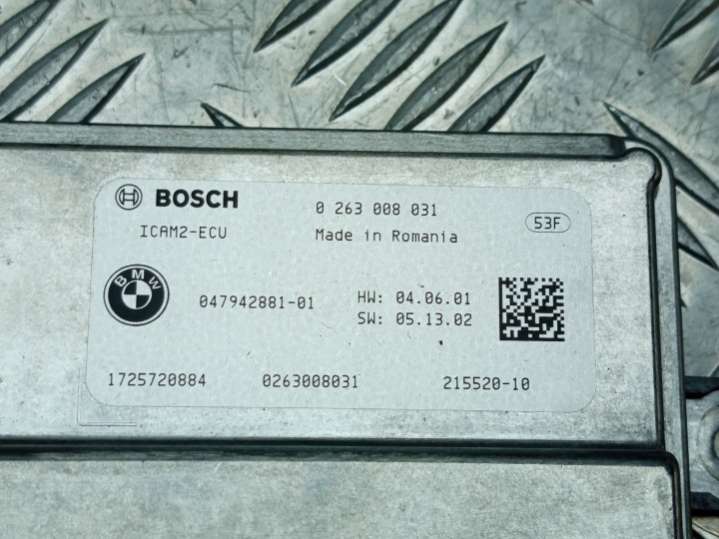 BOSCH 0 263 008 031
53F
ICAM2-ECU Made in Romania
BMW
047942881-01 HW: 04.06.01
SW: 05.13.02
1725720884 0263008031 215520-10